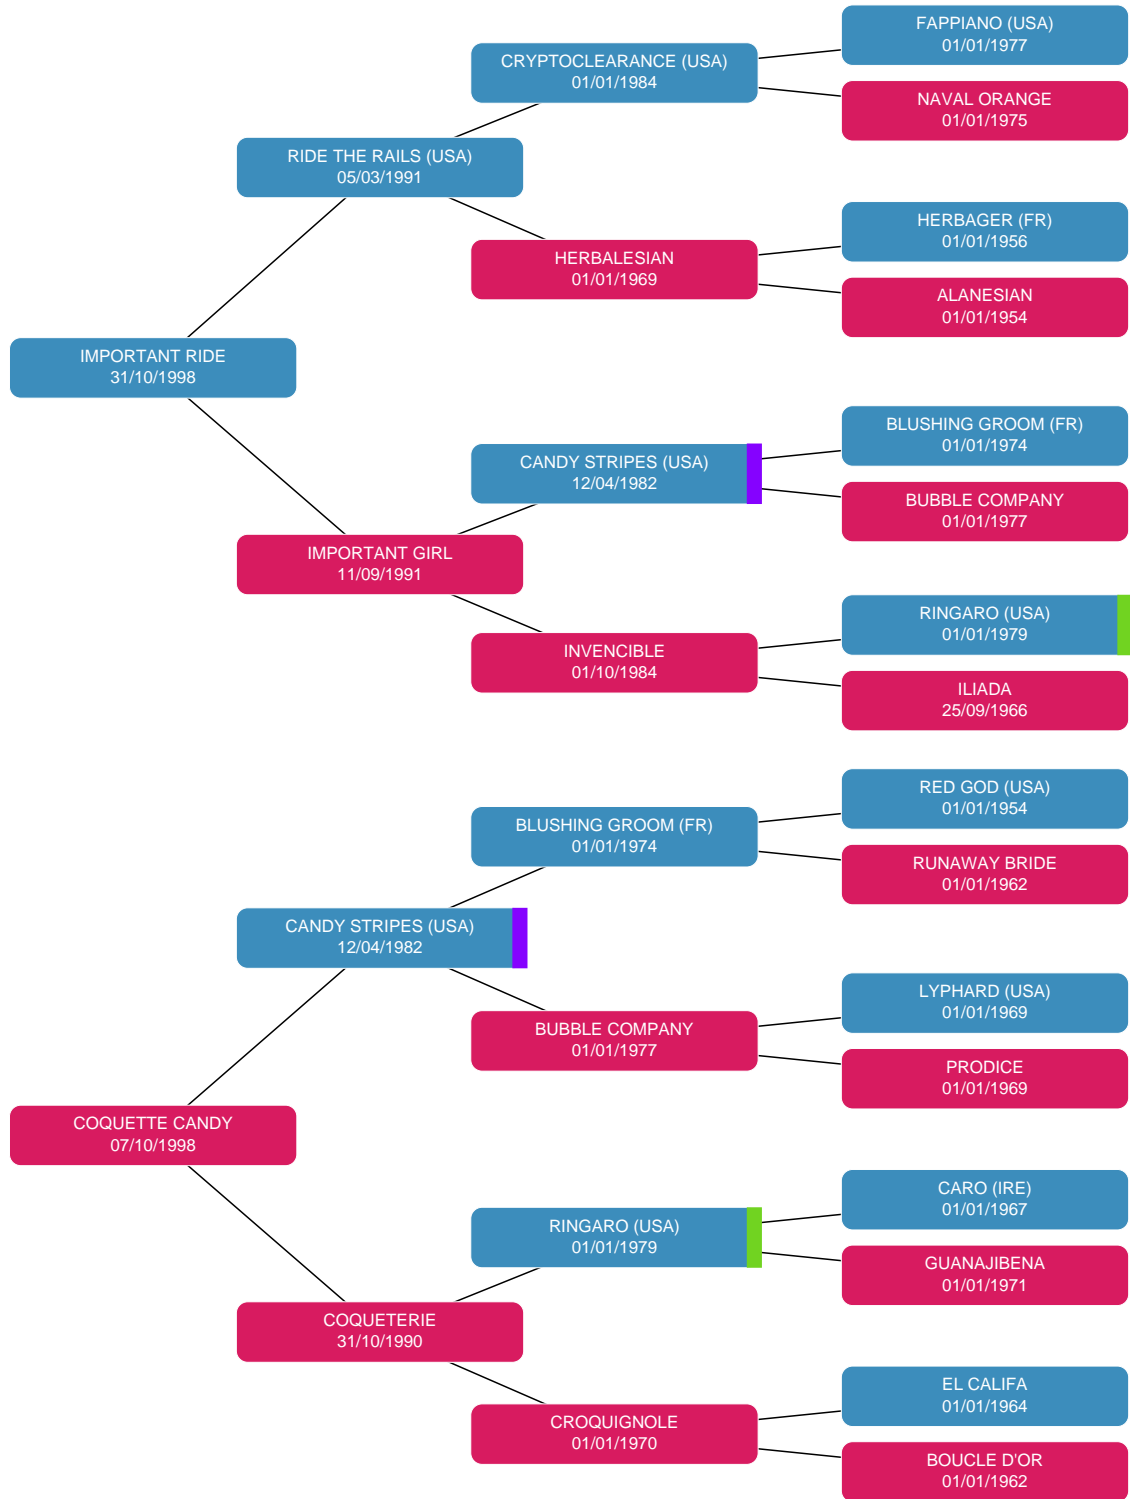 FAPPIANO (USA)
01/01/1977
CRYPTOCLEARANCE (USA)
01/01/1984
NAVAL ORANGE
01/01/1975
RIDE THE RAILS (USA)
05/03/1991
HERBAGER (FR)
01/01/1956
HERBALESIAN
01/01/1969
ALANESIAN
01/01/1954
IMPORTANT RIDE
31/10/1998
BLUSHING GROOM (FR)
01/01/1974
CANDY STRIPES (USA)
12/04/1982
BUBBLE COMPANY
01/01/1977
IMPORTANT GIRL
11/09/1991
RINGARO (USA)
01/01/1979
INVENCIBLE
01/10/1984
ILIADA
25/09/1966
RED GOD (USA)
01/01/1954
BLUSHING GROOM (FR)
01/01/1974
RUNAWAY BRIDE
01/01/1962
CANDY STRIPES (USA)
12/04/1982
LYPHARD (USA)
01/01/1969
BUBBLE COMPANY
01/01/1977
PRODICE
01/01/1969
COQUETTE CANDY
07/10/1998
CARO (IRE)
01/01/1967
RINGARO (USA)
01/01/1979
GUANAJIBENA
01/01/1971
COQUETERIE
31/10/1990
EL CALIFA
01/01/1964
CROQUIGNOLE
01/01/1970
BOUCLE D'OR
01/01/1962